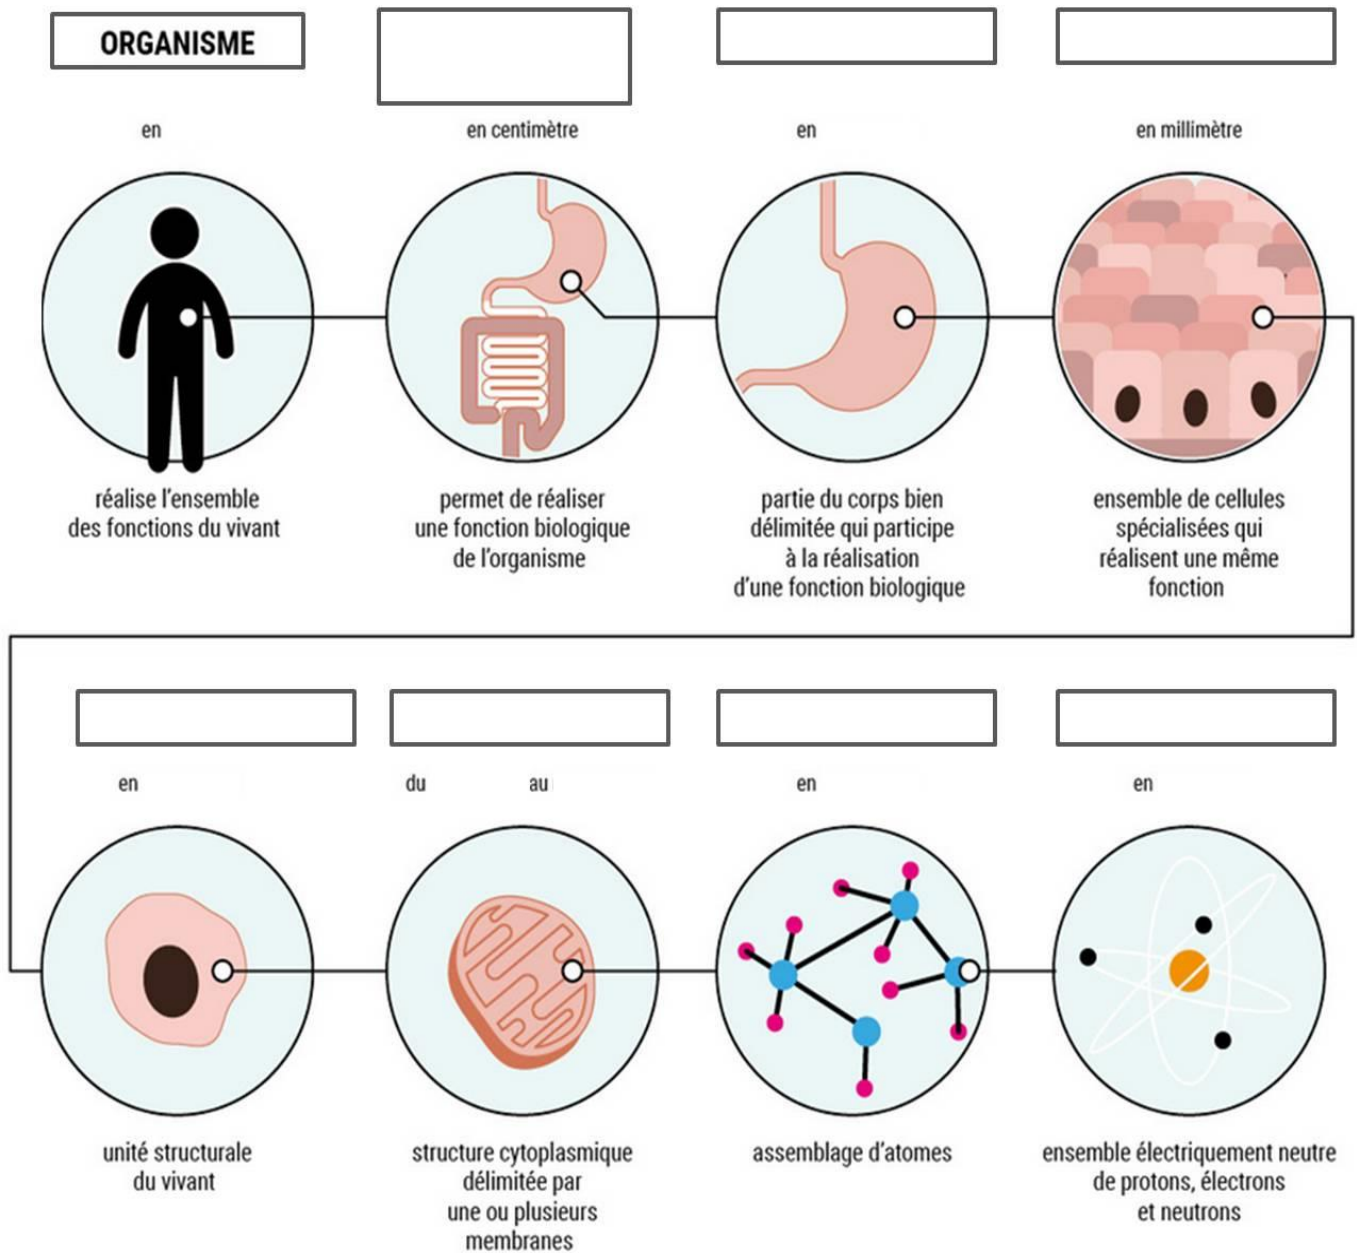 ORGANISME
en
en centimètre
en
en millimètre
réalise l'ensemble
des fonctions du vivant
permet de réaliser
une fonction biologique
de l'organisme
partie du corps bien
délimitée qui participe
à la réalisation
d'une fonction biologique
ensemble de cellules
spécialisées qui
réalisent une même
fonction
en
du au
en
en
unité structurale
du vivant
structure cytoplasmique
délimitée par
une ou plusieurs
membranes
assemblage d'atomes
ensemble électriquement neutre
de protons, électrons
et neutrons